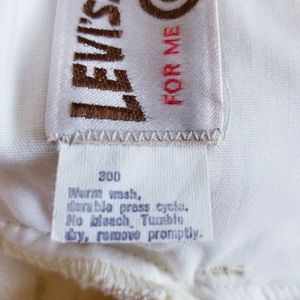 LEVI'S
FOR ME
300
Warm wash,
durable press cycle.
No bleach. Tumble
dry, remove promptly.